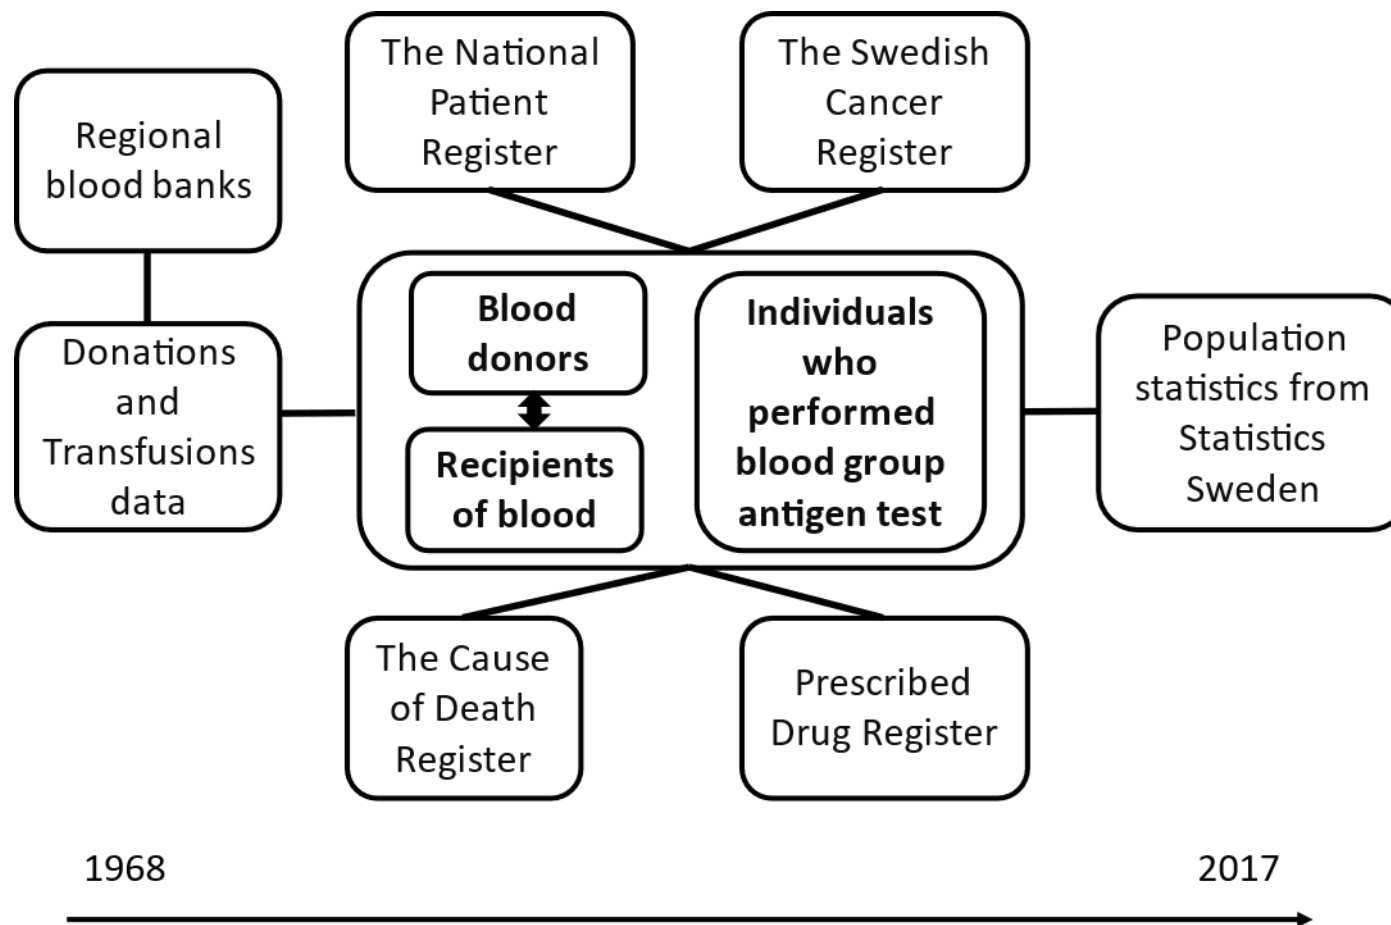 The National
Patient
Register
The Swedish
Cancer
Register
Regional
blood banks
Donations
and
Transfusions
data
Blood
donors
Recipients
of blood
Individuals
who
performed
blood group
antigen test
Population
statistics from
Statistics
Sweden
The Cause
of Death
Register
Prescribed
Drug Register
1968
2017